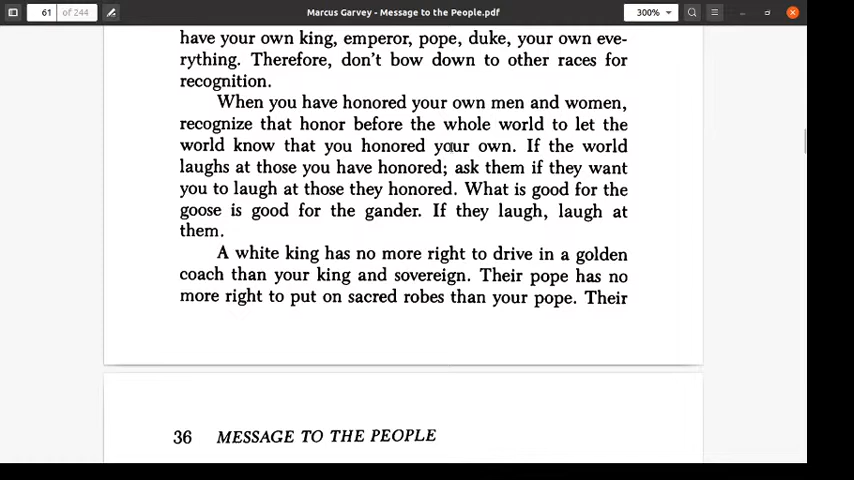 61 of 244
Marcus Garvey - Message to the People.pdf
300%
have your own king, emperor, pope, duke, your own eve-
rything. Therefore, don't bow down to other races for
recognition.
When you have honored your own men and women,
recognize that honor before the whole world to let the
world know that you honored your own. If the world
laughs at those you have honored; ask them if they want
you to laugh at those they honored. What is good for the
goose is good for the gander. If they laugh, laugh at
them.
A white king has no more right to drive in a golden
coach than your king and sovereign. Their pope has no
more right to put on sacred robes than your pope. Their
36 MESSAGE TO THE PEOPLE